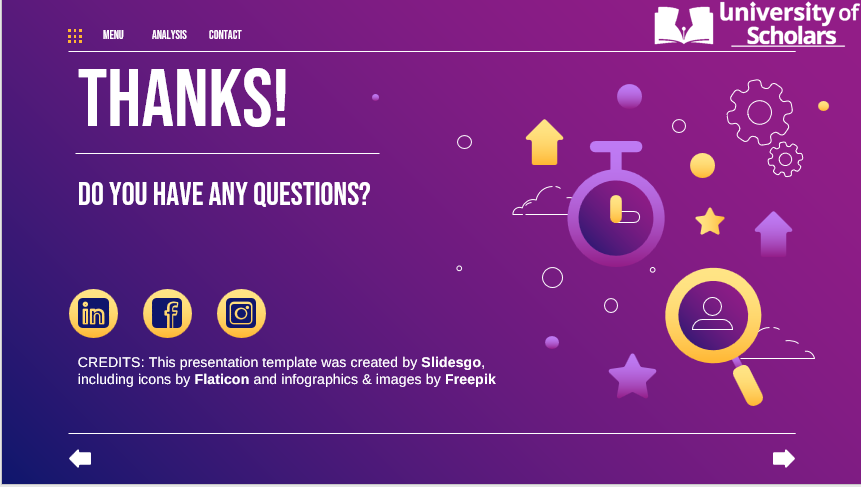 University of
Scholars
MENU ANALYSIS CONTACT
THANKS!
DO YOU HAVE ANY QUESTIONS?
in f
CREDITS: This presentation template was created by Slidesgo,
including icons by Flaticon and infographics & images by Freepik